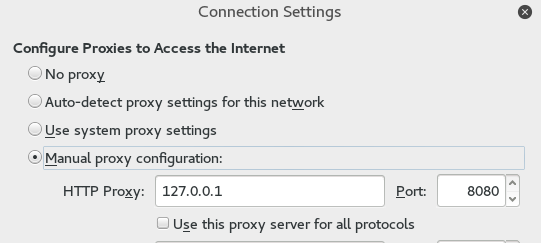 Connection Settings
Configure Proxies to Access the Internet
No proxy
Auto-detect proxy settings for this network
Use system proxy settings
Manual proxy configuration:
HTTP Proxy: 127.0.0.1 Port: 8080
Use this proxy server for all protocols